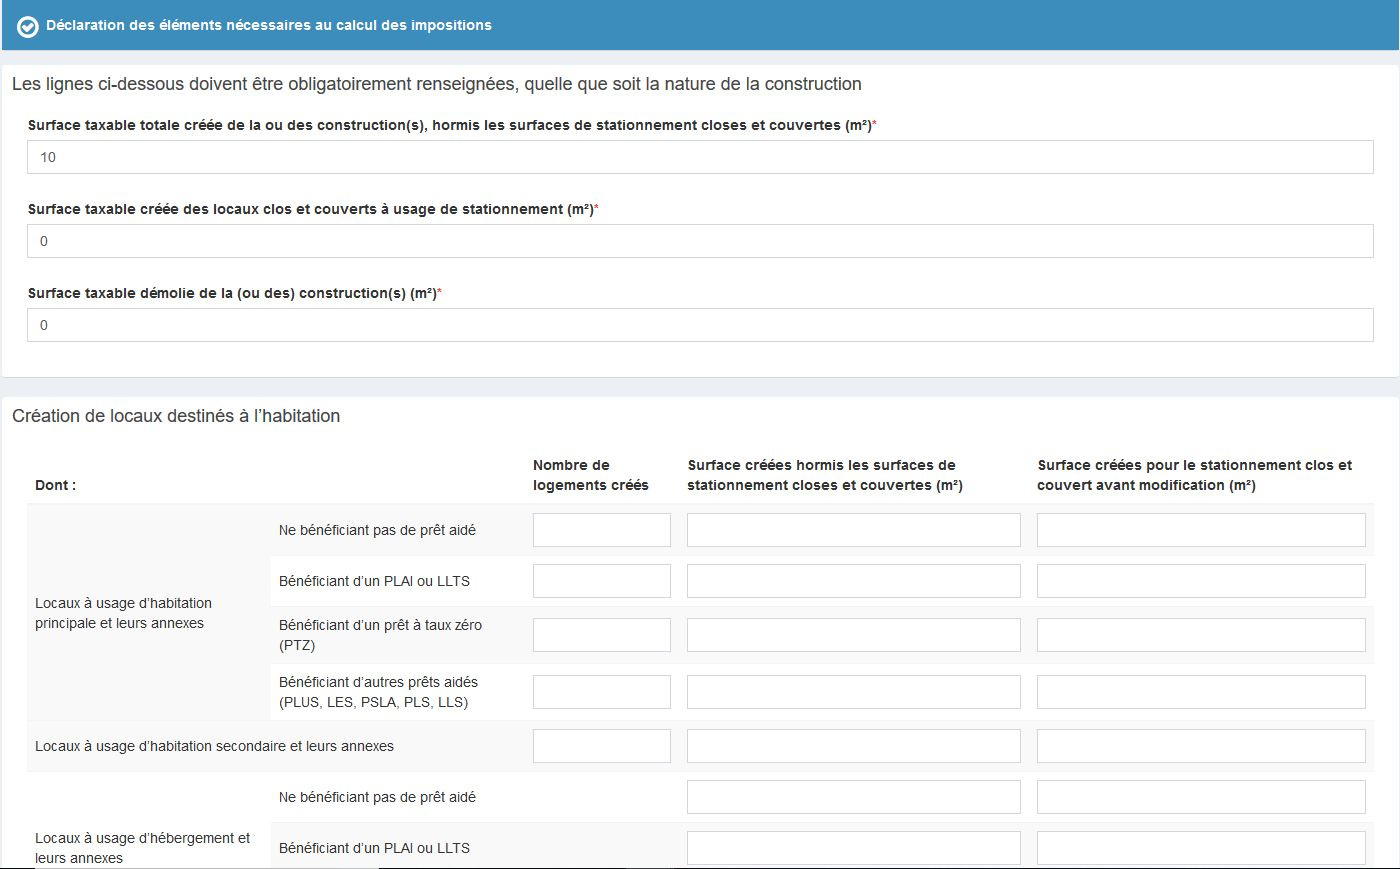 Déclaration des éléments nécessaires au calcul des impositions
Les lignes ci-dessous doivent être obligatoirement renseignées, quelle que soit la nature de la construction
Surface taxable totale créée de la ou des construction(s), hormis les surfaces de stationnement closes et couvertes (m²)*
10
Surface taxable créée des locaux clos et couverts à usage de stationnement (m²)*
0
Surface taxable démolie de la (ou des) construction(s) (m²)*
0
Création de locaux destinés à l’habitation
Dont :
Nombre de
logements créés
Surface créées hormis les surfaces de
stationnement closes et couvertes (m²)
Surface créées pour le stationnement clos et
couvert avant modification (m²)
Locaux à usage d’habitation
principale et leurs annexes
Ne bénéficiant pas de prêt aidé
Bénéficiant d’un PLAI ou LLTS
Bénéficiant d’un prêt à taux zéro
(PTZ)
Bénéficiant d’autres prêts aidés
(PLUS, LES, PSLA, PLS, LLS)
Locaux à usage d’habitation secondaire et leurs annexes
Locaux à usage d’hébergement et
leurs annexes
Ne bénéficiant pas de prêt aidé
Bénéficiant d’un PLAI ou LLTS